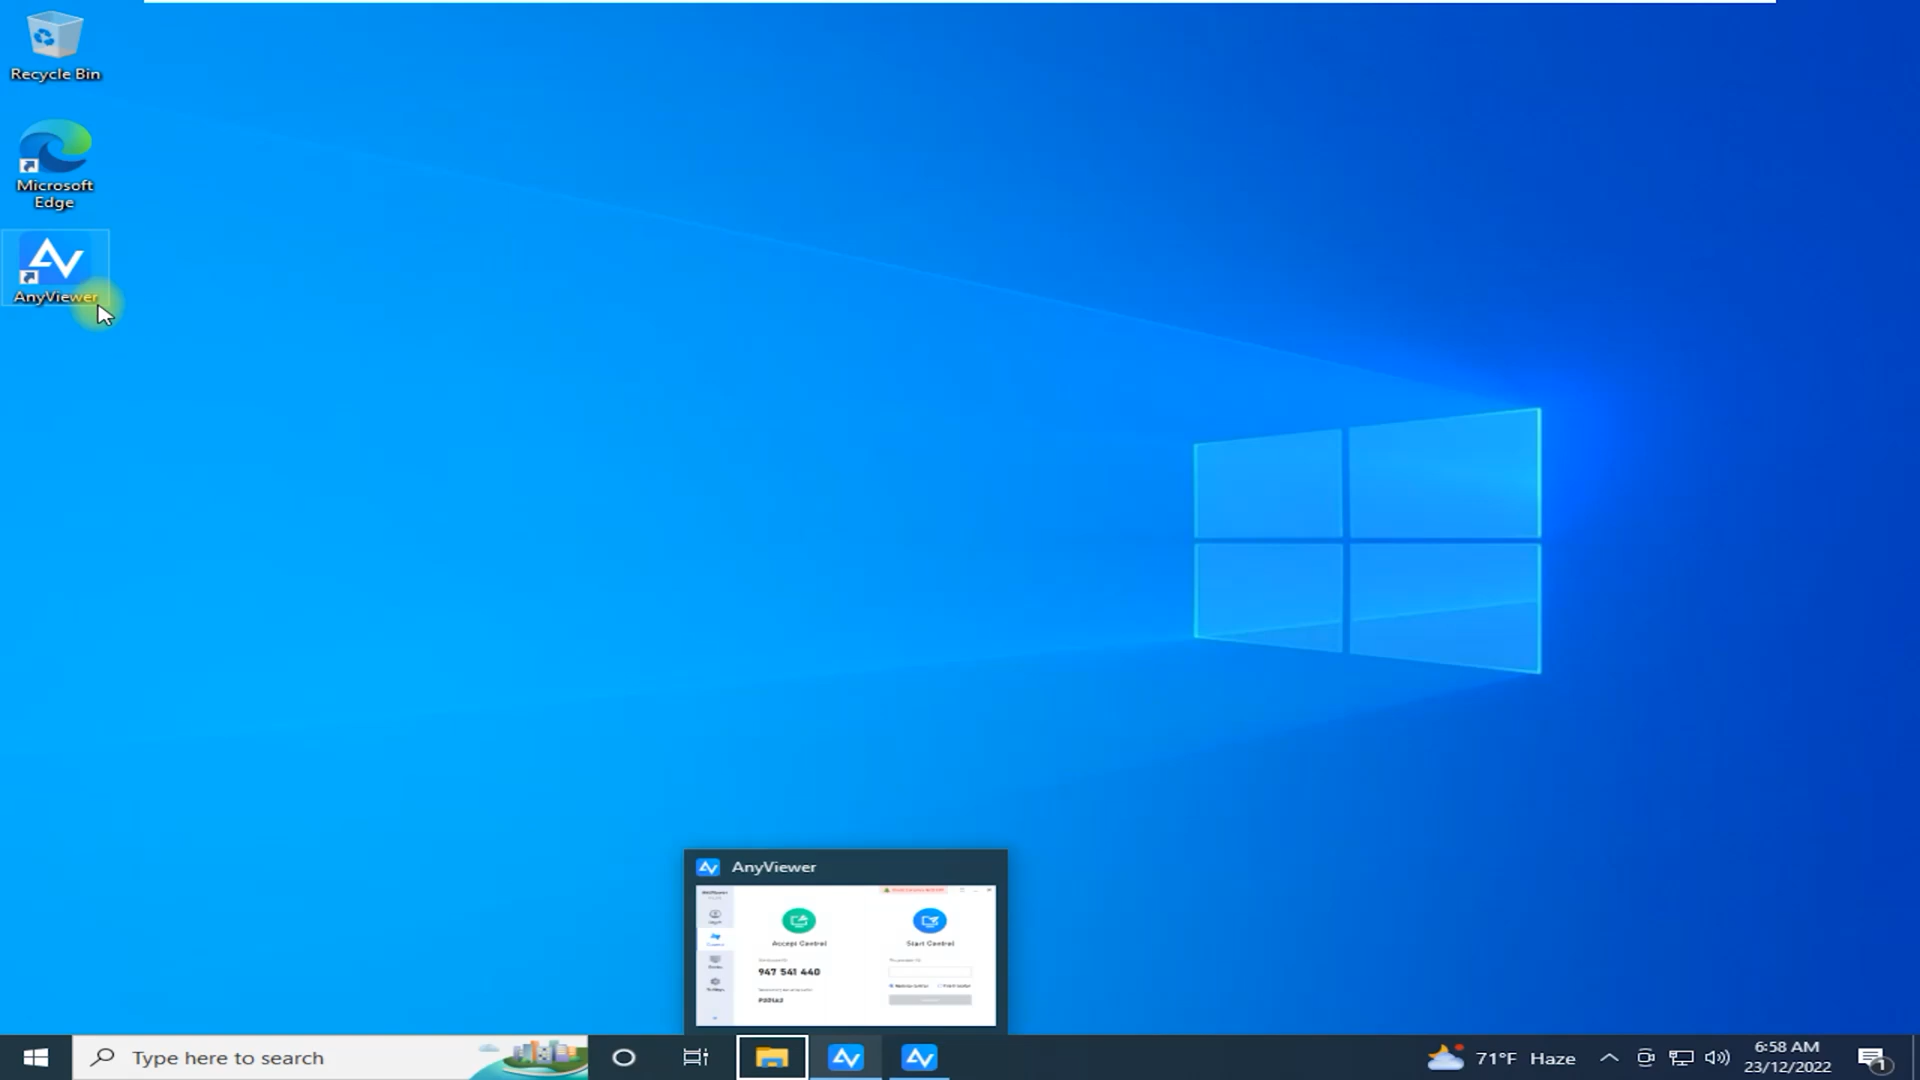 Recycle Bin
Microsoft
Edge
AnyViewer
AnyViewer
Accept Control
Start Control
947 541 440
Type here to search
71°F Haze
6:58 AM
23/12/2022
1